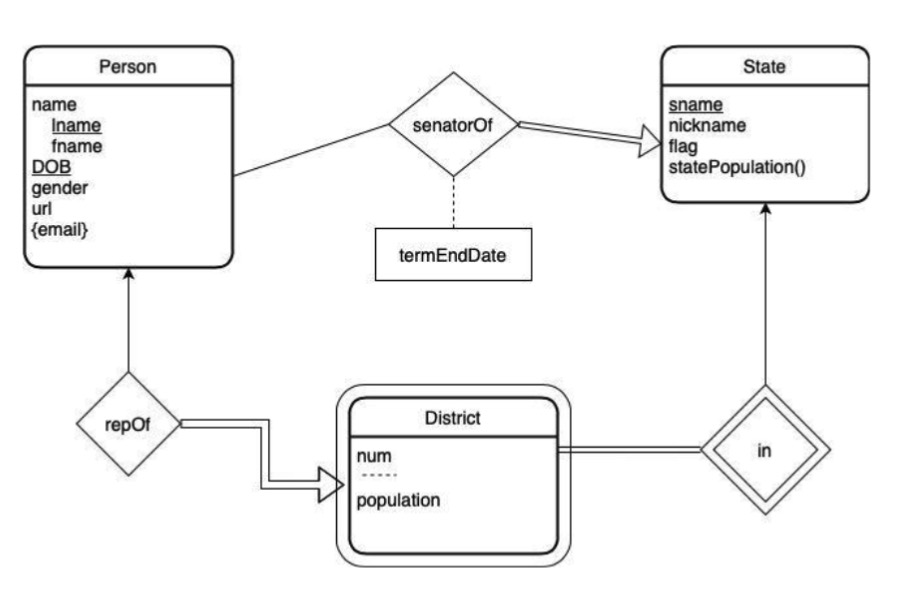 Person
name
lname
fname
DOB
gender
url
{email}
senatorOf
termEndDate
State
sname
nickname
flag
statePopulation()
repOf
District
num
population
in